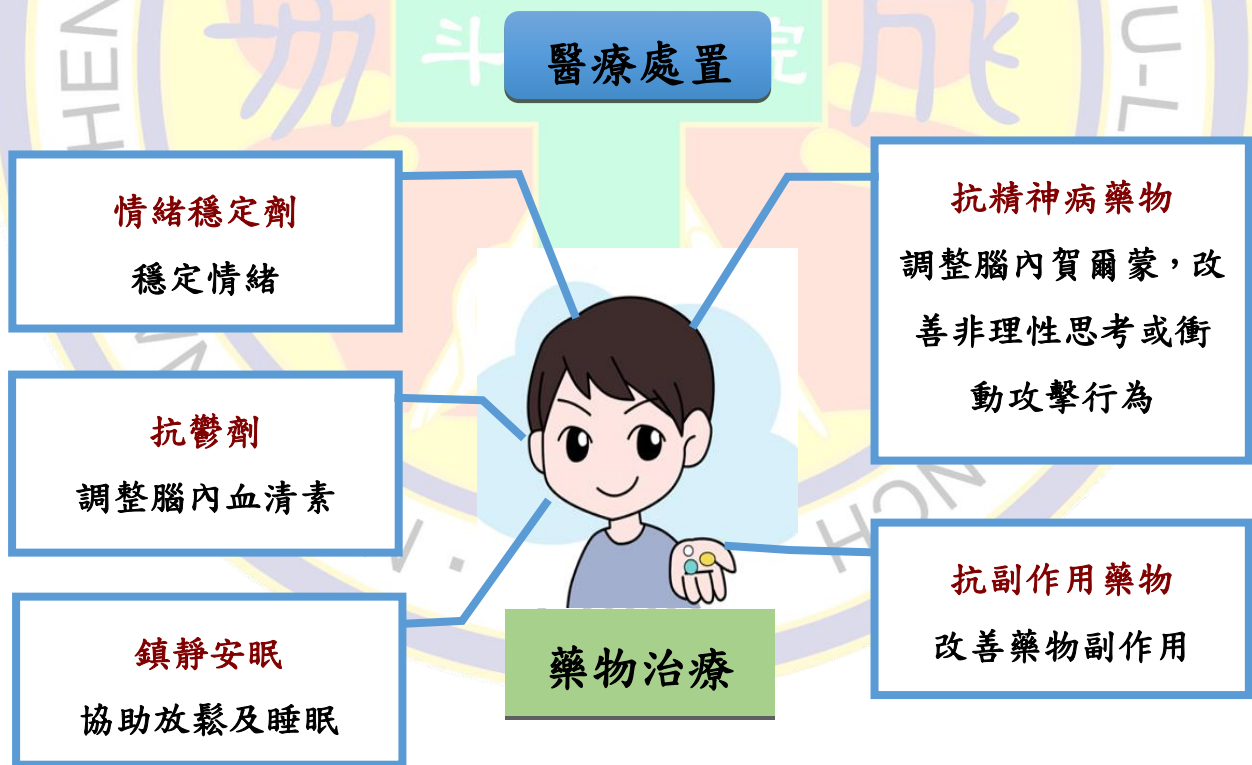 醫療處置
情緒穩定劑
穩定情緒
抗鬱劑
調整腦內血清素
鎮靜安眠
協助放鬆及睡眠
抗精神病藥物
調整腦內賀爾蒙，改
善非理性思考或衝
動攻擊行為
抗副作用藥物
改善藥物副作用
藥物治療